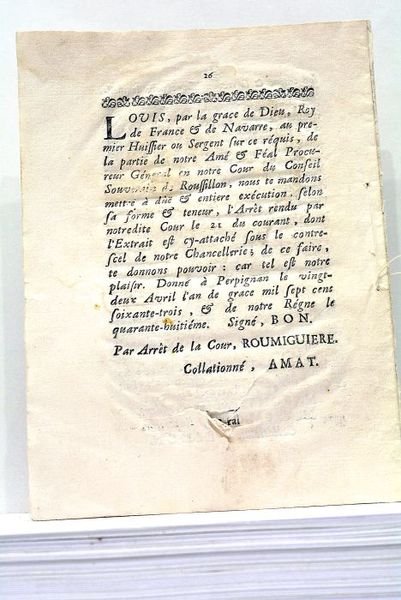 26
LOUIS, par la grace de Dieu, Roy
de France & de Navarre, au pre-
mier Huissier ou Sergent sur ce réquis, de
la partie de notre Amé & Féal Procu-
reur Général en notre Cour du Conseil
Souverain de Roussillon, nous te mandons
mettre à dûë & entiere exécution, selon
sa forme & teneur, l'Arrêt rendu par
notredite Cour le 21 du courant, dont
l'Extrait est cy-attaché sous le contre-
scel de notre Chancellerie; de ce faire,
te donnons pouvoir: car tel est notre
plaisir. Donné à Perpignan le vingt-
deux Avril l'an de grace mil sept cens
soixante-trois, & de notre Régne le
quarante-huitiéme. Signé, BON.
Par Arrêt de la Cour, ROUMIGUIERE.
Collationné, AMAT.